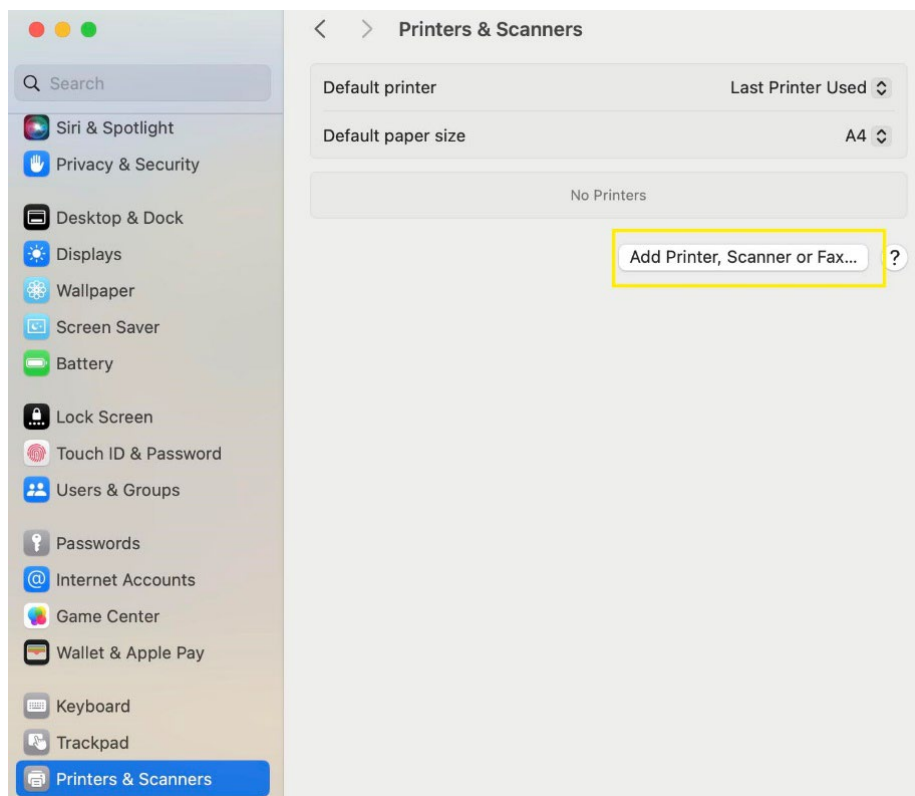 Printers & Scanners
Search
Siri & Spotlight
Privacy & Security
Desktop & Dock
Displays
Wallpaper
Screen Saver
Battery
Lock Screen
Touch ID & Password
Users & Groups
Passwords
Internet Accounts
Game Center
Wallet & Apple Pay
Keyboard
Trackpad
Printers & Scanners
Default printer Last Printer Used
Default paper size A4
No Printers
Add Printer, Scanner or Fax... ?